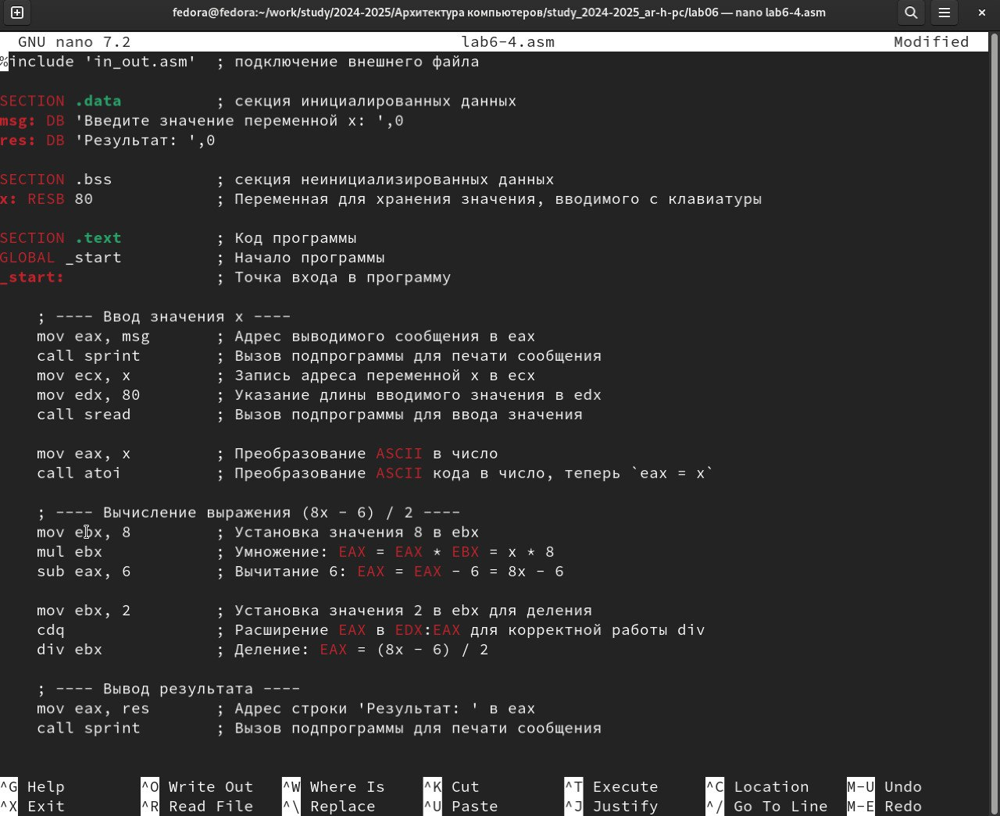 fedora@fedora:~/work/study/2024-2025/Архитектура компьютеров/study_2024-2025_ar-h-pc/lab06 — nano lab6-4.asm
GNU nano 7.2 lab6-4.asm Modified
%include 'in_out.asm'  ; подключение внешнего файла
SECTION .data          ; секция инициалированных данных
msg: DB 'Введите значение переменной x: ',0
res: DB 'Результат: ',0
SECTION .bss           ; секция неинициализированных данных
x: RESB 80             ; Переменная для хранения значения, вводимого с клавиатуры
SECTION .text          ; Код программы
GLOBAL _start          ; Начало программы
_start:                ; Точка входа в программу
    ; ---- Ввод значения x ----
    mov eax, msg       ; Адрес выводимого сообщения в eax
    call sprint        ; Вызов подпрограммы для печати сообщения
    mov ecx, x         ; Запись адреса переменной x в ecx
    mov edx, 80        ; Указание длины вводимого значения в edx
    call sread         ; Вызов подпрограммы для ввода значения
    mov eax, x         ; Преобразование ASCII в число
    call atoi          ; Преобразование ASCII кода в число, теперь `eax = x`
    ; ---- Вычисление выражения (8x - 6) / 2 ----
    mov ebx, 8         ; Установка значения 8 в ebx
    mul ebx            ; Умножение: EAX = EAX * EBX = x * 8
    sub eax, 6         ; Вычитание 6: EAX = EAX - 6 = 8x - 6
    mov ebx, 2         ; Установка значения 2 в ebx для деления
    cdq                ; Расширение EAX в EDX:EAX для корректной работы div
    div ebx            ; Деление: EAX = (8x - 6) / 2
    ; ---- Вывод результата ----
    mov eax, res       ; Адрес строки 'Результат: ' в eax
    call sprint        ; Вызов подпрограммы для печати сообщения
^G Help ^O Write Out ^W Where Is ^K Cut ^T Execute ^C Location M-U Undo
^X Exit ^R Read File ^\ Replace ^U Paste ^J Justify ^/ Go To Line M-E Redo